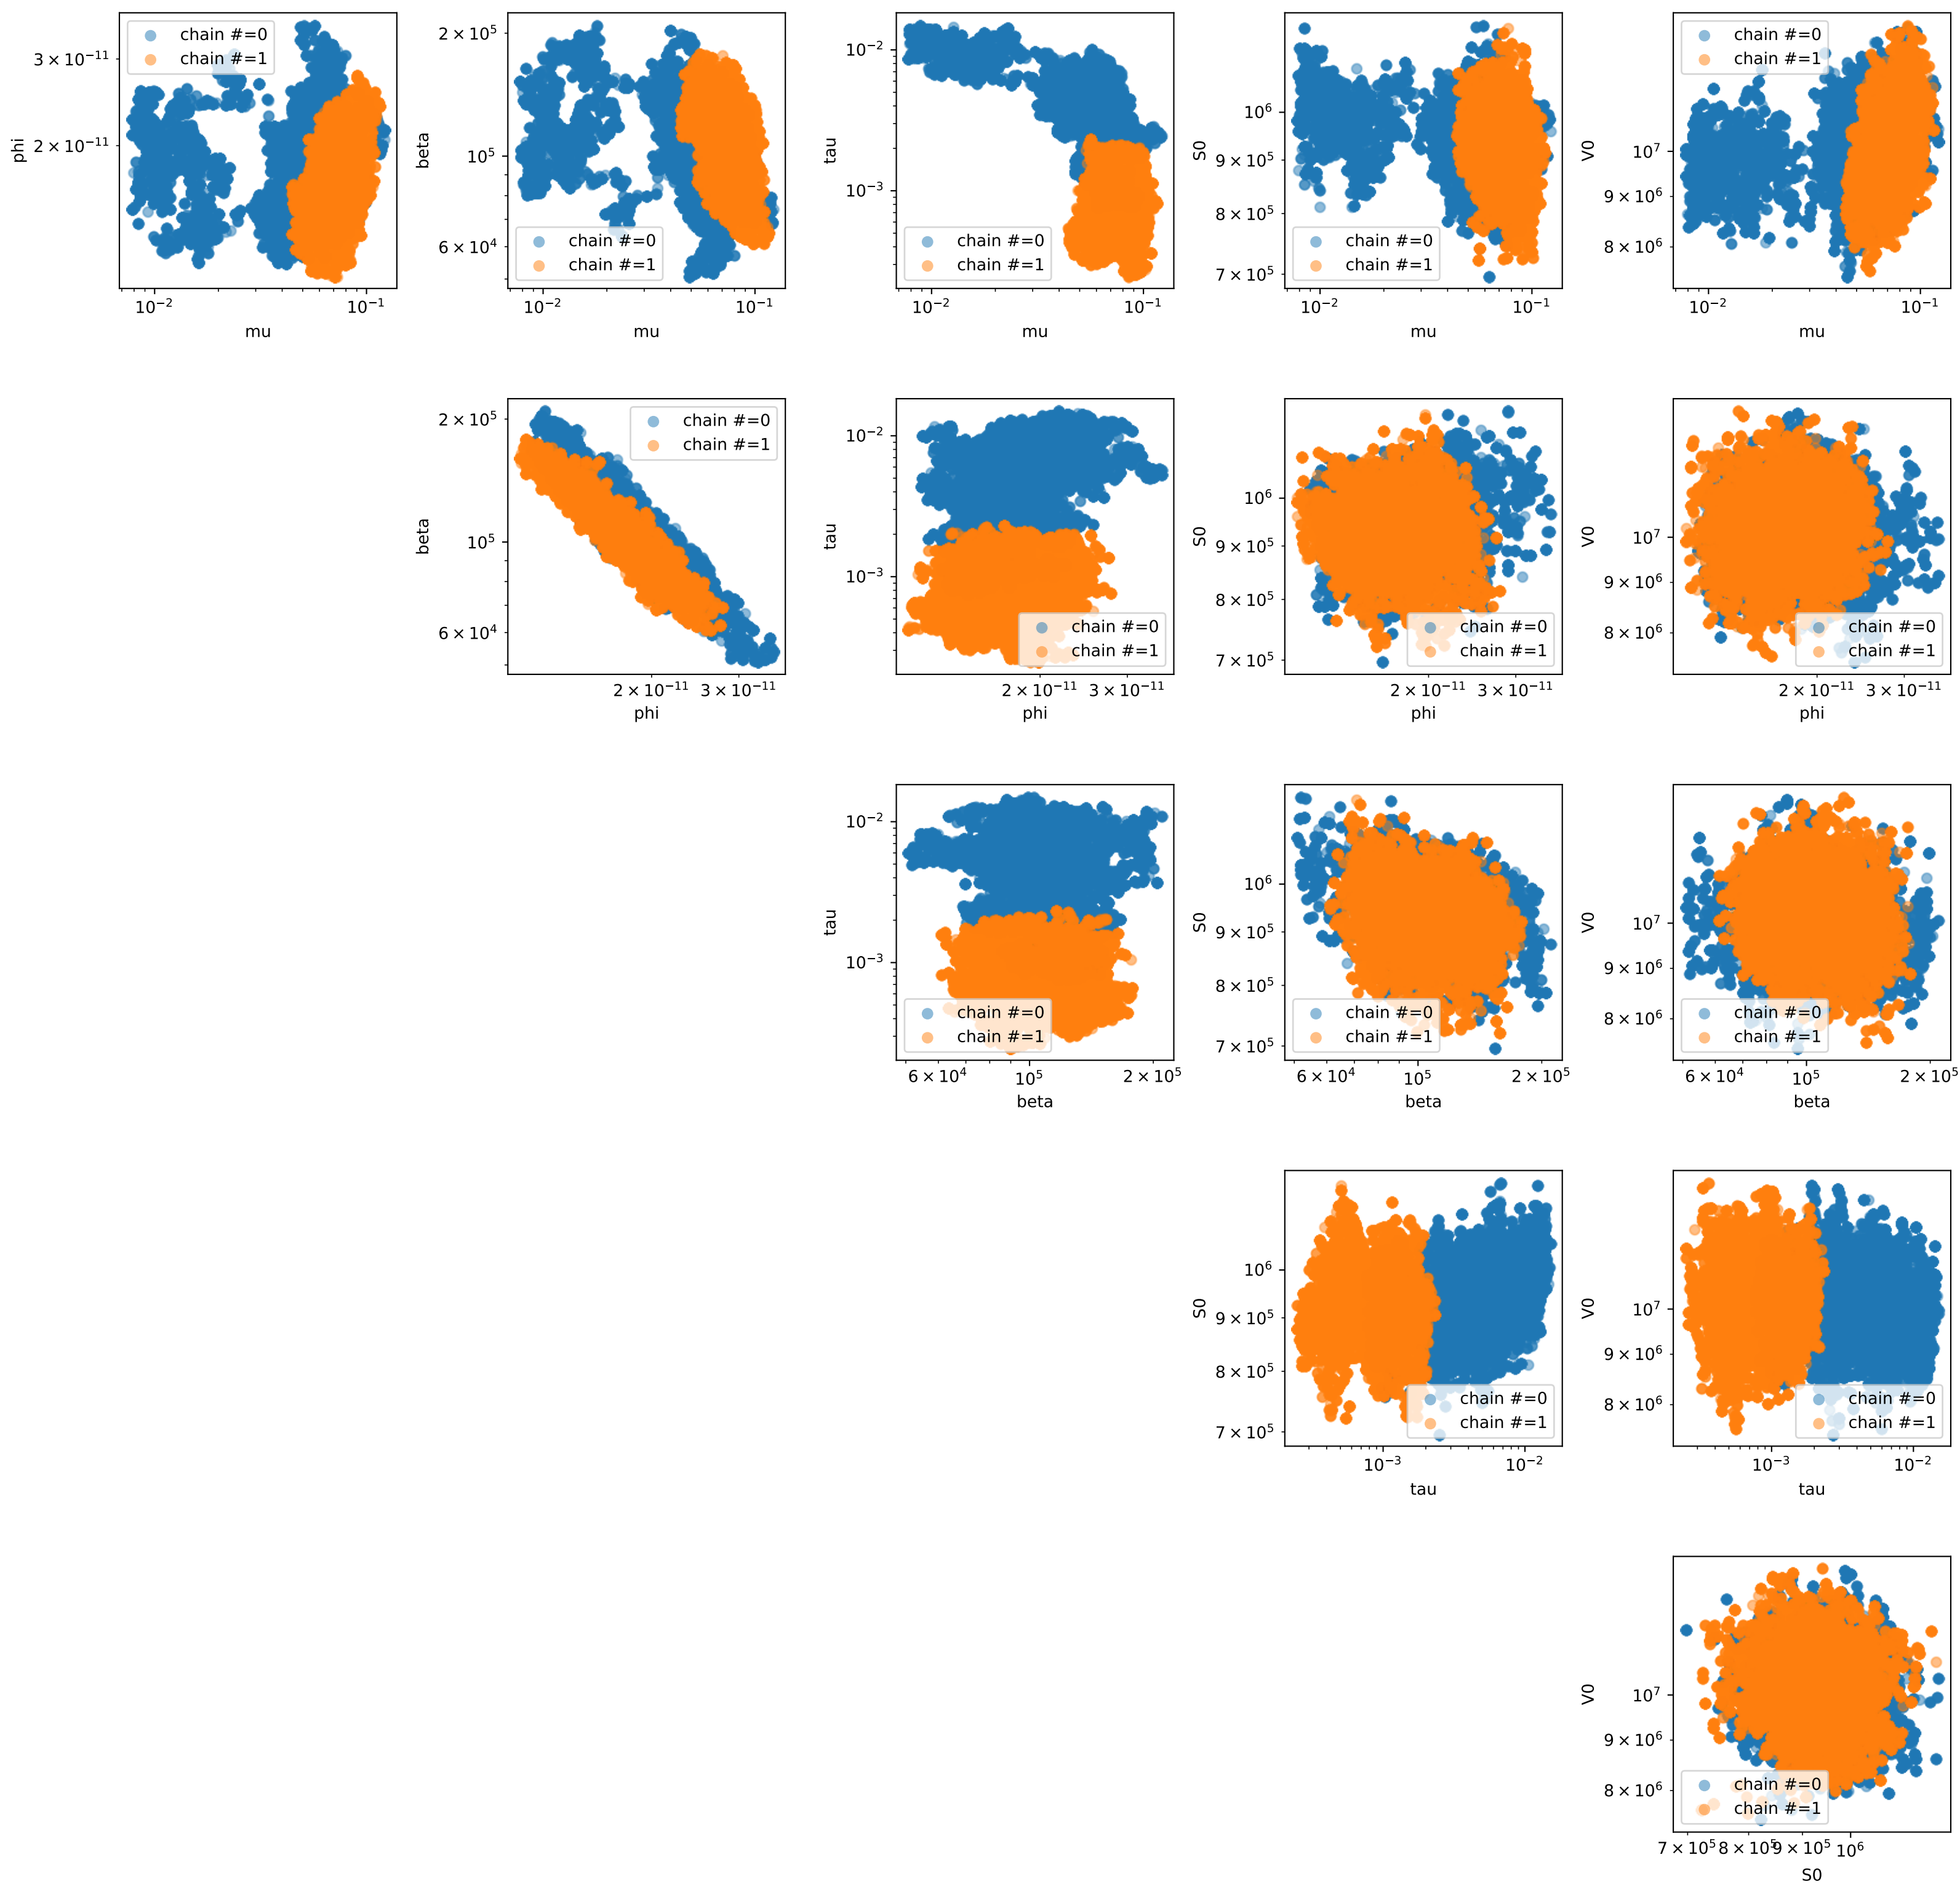 chain #=0
chain #=1
3 × 10⁻¹¹
2 × 10⁻¹¹
phi
10⁻² 10⁻¹
mu
2 × 10⁵
10⁵
6 × 10⁴
beta
chain #=0
chain #=1
10⁻² 10⁻¹
mu
10⁻²
10⁻³
tau
chain #=0
chain #=1
10⁻² 10⁻¹
mu
10⁶
9 × 10⁵
8 × 10⁵
7 × 10⁵
S0
chain #=0
chain #=1
10⁻² 10⁻¹
mu
chain #=0
chain #=1
10⁷
9 × 10⁶
8 × 10⁶
V0
10⁻² 10⁻¹
mu
2 × 10⁵
10⁵
6 × 10⁴
beta
chain #=0
chain #=1
2 × 10⁻¹¹ 3 × 10⁻¹¹
phi
10⁻²
10⁻³
tau
chain #=0
chain #=1
2 × 10⁻¹¹ 3 × 10⁻¹¹
phi
10⁶
9 × 10⁵
8 × 10⁵
7 × 10⁵
S0
chain #=0
chain #=1
2 × 10⁻¹¹ 3 × 10⁻¹¹
phi
10⁷
9 × 10⁶
8 × 10⁶
V0
chain #=0
chain #=1
2 × 10⁻¹¹ 3 × 10⁻¹¹
phi
10⁻²
10⁻³
tau
chain #=0
chain #=1
6 × 10⁴ 10⁵ 2 × 10⁵
beta
10⁶
9 × 10⁵
8 × 10⁵
7 × 10⁵
S0
chain #=0
chain #=1
6 × 10⁴ 10⁵ 2 × 10⁵
beta
10⁷
9 × 10⁶
8 × 10⁶
V0
chain #=0
chain #=1
6 × 10⁴ 10⁵ 2 × 10⁵
beta
10⁶
9 × 10⁵
8 × 10⁵
7 × 10⁵
S0
chain #=0
chain #=1
10⁻³ 10⁻²
tau
10⁷
9 × 10⁶
8 × 10⁶
V0
chain #=0
chain #=1
10⁻³ 10⁻²
tau
10⁷
9 × 10⁶
8 × 10⁶
V0
chain #=0
chain #=1
7 × 10⁵ 8 × 10⁵ 9 × 10⁵ 10⁶
S0